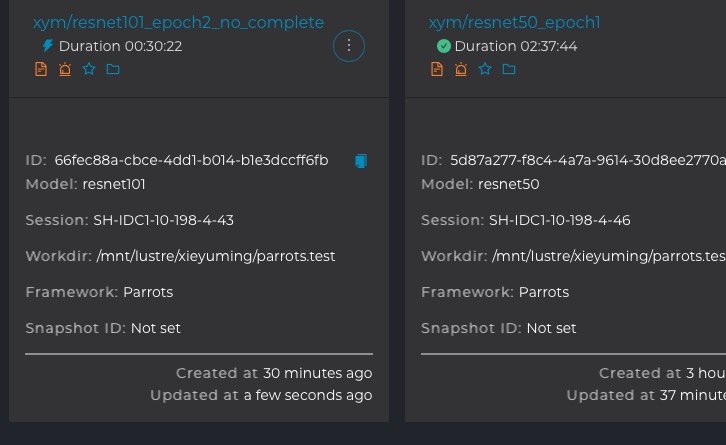 xym/resnet101_epoch2_no_complete
Duration 00:30:22
ID: 66fec88a-cbce-4dd1-b014-b1e3dccff6fb
Model: resnet101
Session: SH-IDC1-10-198-4-43
Workdir: /mnt/lustre/xieyuming/parrots.test
Framework: Parrots
Snapshot ID: Not set
Created at 30 minutes ago
Updated at a few seconds ago
xym/resnet50_epoch1
Duration 02:37:44
ID: 5d87a277-f8c4-4a7a-9614-30d8ee2770a
Model: resnet50
Session: SH-IDC1-10-198-4-46
Workdir: /mnt/lustre/xieyuming/parrots.tes
Framework: Parrots
Snapshot ID: Not set
Created at 3 hou
Updated at 37 minut